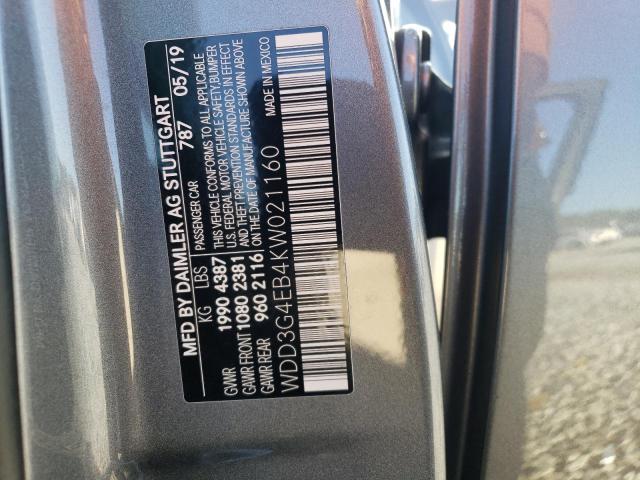 MFD BY DAIMLER AG STUTTGART 787 05/19
KG LBS PASSENGER CAR
GVWR 1990 4387 THIS VEHICLE CONFORMS TO ALL APPLICABLE
GAWR FRONT 1080 2381 U.S. FEDERAL MOTOR VEHICLE SAFETY, BUMPER
GAWR REAR 960 2116 AND THEFT PREVENTION STANDARDS IN EFFECT
ON THE DATE OF MANUFACTURE SHOWN ABOVE
WDD3G4EB4KW021160 MADE IN MEXICO